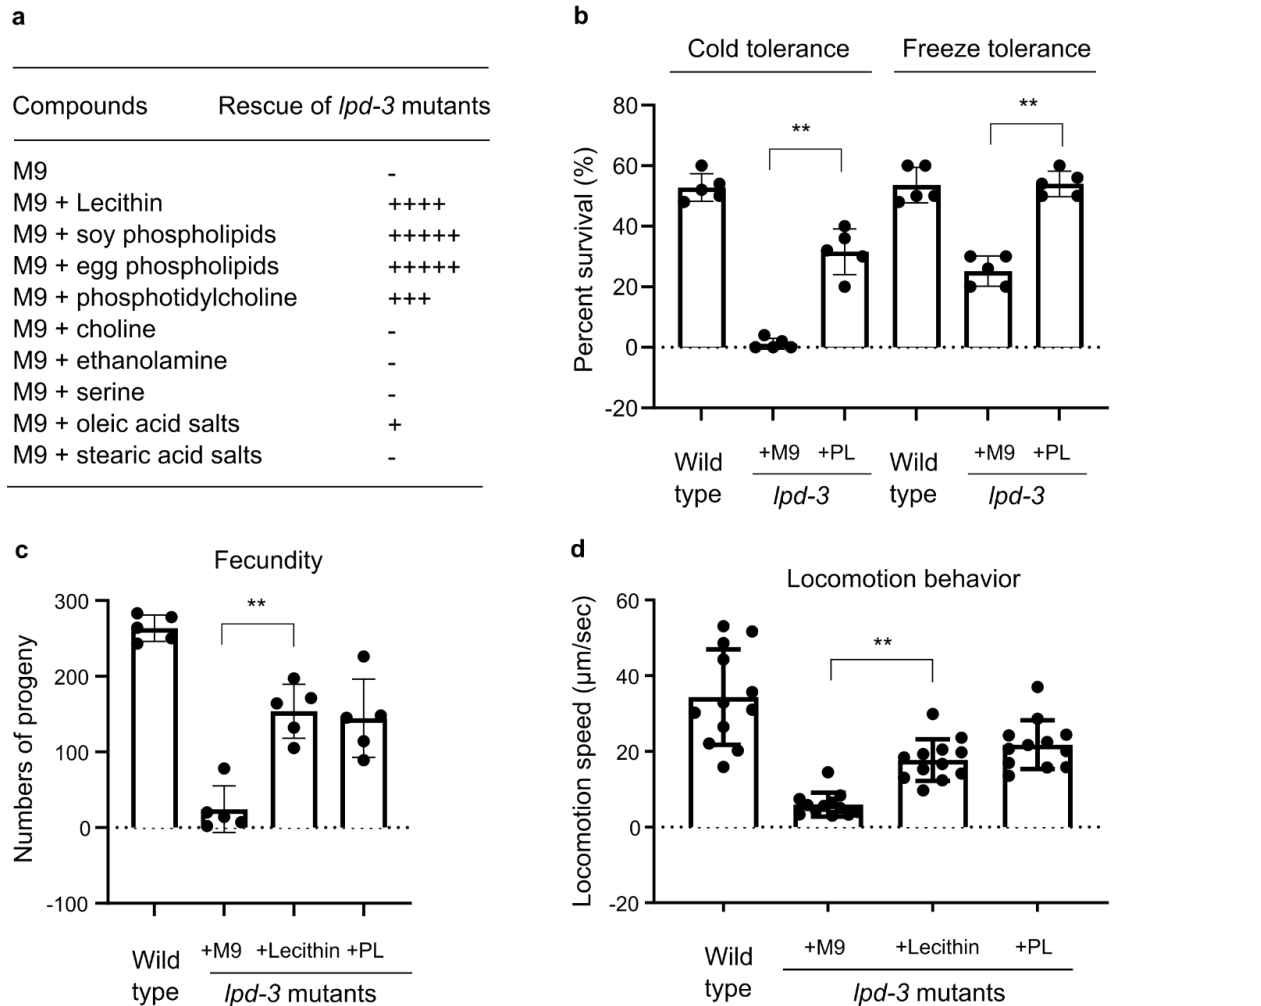 a
Compounds Rescue of lpd-3 mutants
M9 -
M9 + Lecithin ++++
M9 + soy phospholipids +++++
M9 + egg phospholipids +++++
M9 + phosphotidylcholine +++
M9 + choline -
M9 + ethanolamine -
M9 + serine -
M9 + oleic acid salts +
M9 + stearic acid salts -
b
Cold tolerance Freeze tolerance
** **
Percent survival (%)
80
60
40
20
0
-20
Wild type +M9 +PL Wild type +M9 +PL
lpd-3 lpd-3
c
Fecundity
**
Numbers of progeny
300
200
100
0
-100
Wild type +M9 +Lecithin +PL
lpd-3 mutants
d
Locomotion behavior
**
Locomotion speed (μm/sec)
60
40
20
0
-20
Wild type +M9 +Lecithin +PL
lpd-3 mutants